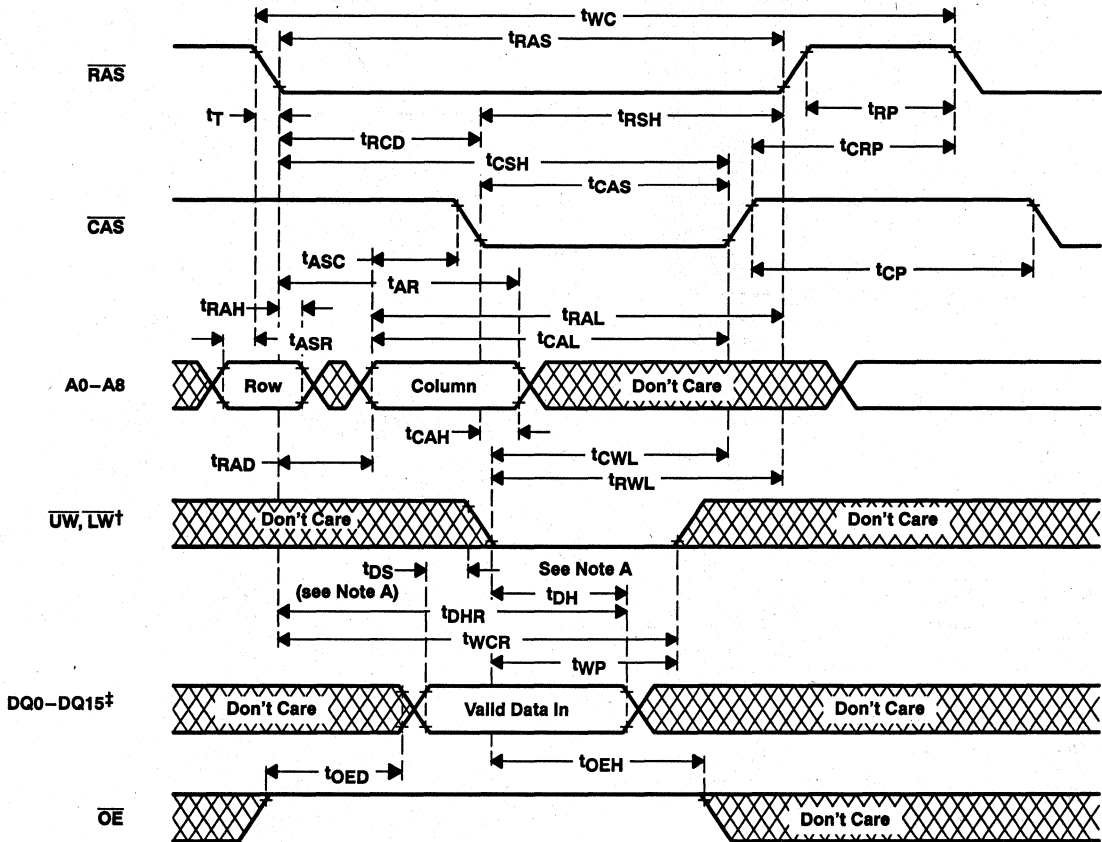 tWC
tRAS
RAS
tT
tRP
tRSH
tRCD
tCRP
tCSH
tCAS
CAS
tASC
tCP
tAR
tRAH
tRAL
tASR
tCAL
A0–A8
Row
Column
Don't Care
tCAH
tCWL
tRAD
tRWL
UW, LW†
Don't Care
Don't Care
tDS
See Note A
(see Note A)
tDH
tDHR
tWCR
tWP
DQ0–DQ15‡
Don't Care
Valid Data In
Don't Care
tOEH
tOED
OE
Don't Care